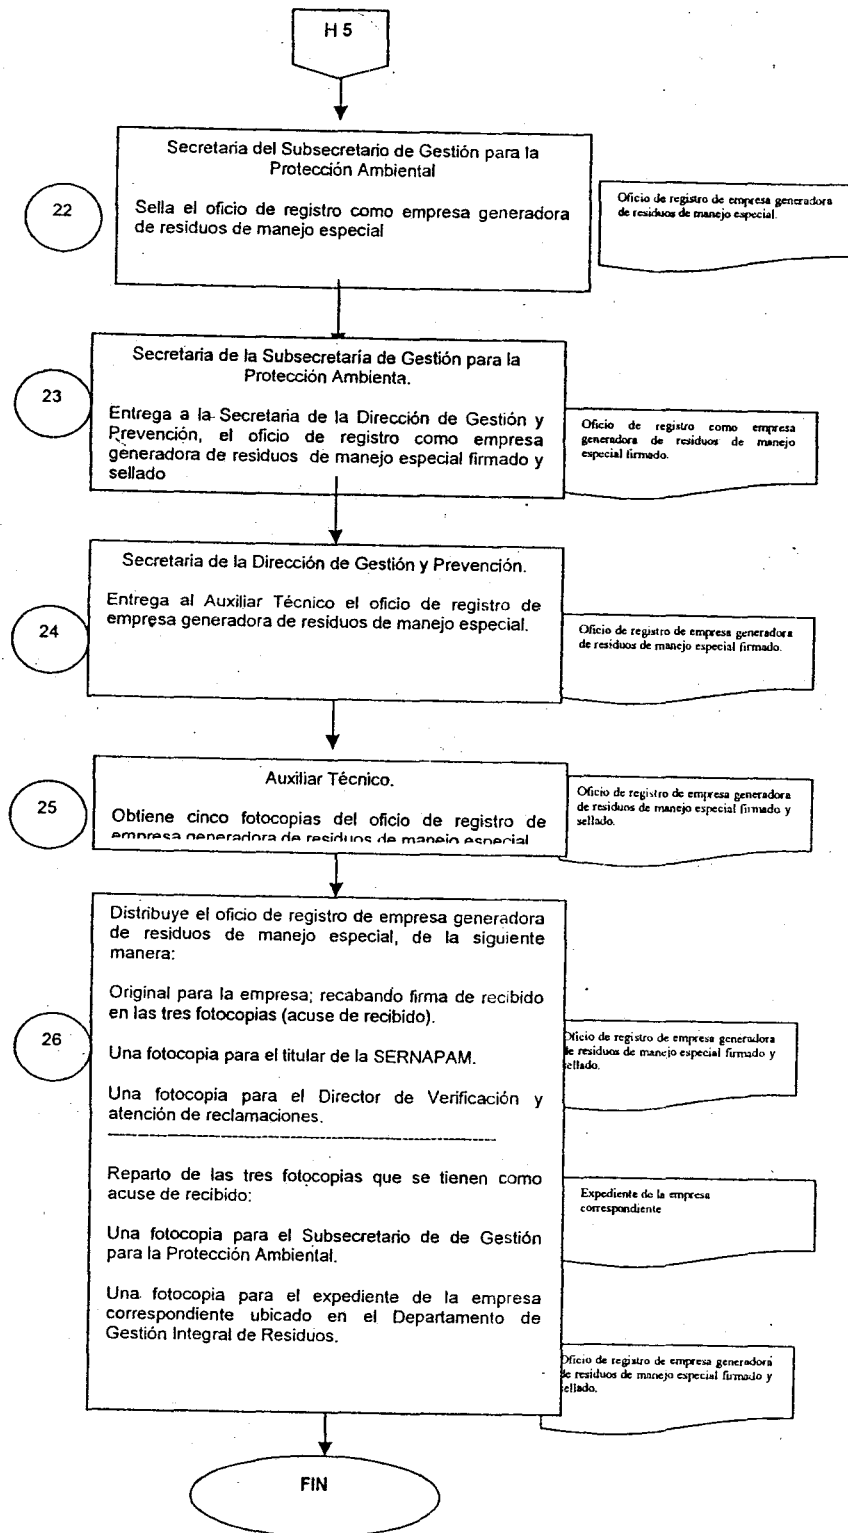 H 5
22
Secretaria del Subsecretario de Gestión para la
Protección Ambiental
Sella el oficio de registro como empresa generadora
de residuos de manejo especial
Oficio de registro de empresa generadora
de residuos de manejo especial.
23
Secretaria de la Subsecretaría de Gestión para la
Protección Ambienta.
Entrega a la Secretaria de la Dirección de Gestión y
Prevención, el oficio de registro como empresa
generadora de residuos de manejo especial firmado y
sellado
Oficio de registro como empresa
generadora de residuos de manejo
especial firmado.
24
Secretaria de la Dirección de Gestión y Prevención.
Entrega al Auxiliar Técnico el oficio de registro de
empresa generadora de residuos de manejo especial.
Oficio de registro de empresa generadora
de residuos de manejo especial firmado.
25
Auxiliar Técnico.
Obtiene cinco fotocopias del oficio de registro de
empresa generadora de residuos de manejo especial
Oficio de registro de empresa generadora
de residuos de manejo especial firmado y
sellado.
26
Distribuye el oficio de registro de empresa generadora
de residuos de manejo especial, de la siguiente
manera:
Original para la empresa; recabando firma de recibido
en las tres fotocopias (acuse de recibido).
Una fotocopia para el titular de la SERNAPAM.
Una fotocopia para el Director de Verificación y
atención de reclamaciones.
Reparto de las tres fotocopias que se tienen como
acuse de recibido:
Una fotocopia para el Subsecretario de de Gestión
para la Protección Ambiental.
Una fotocopia para el expediente de la empresa
correspondiente ubicado en el Departamento de
Gestión Integral de Residuos.
Oficio de registro de empresa generadora
de residuos de manejo especial firmado y
sellado.
Expediente de la empresa
correspondiente
Oficio de registro de empresa generadora
de residuos de manejo especial firmado y
sellado.
FIN